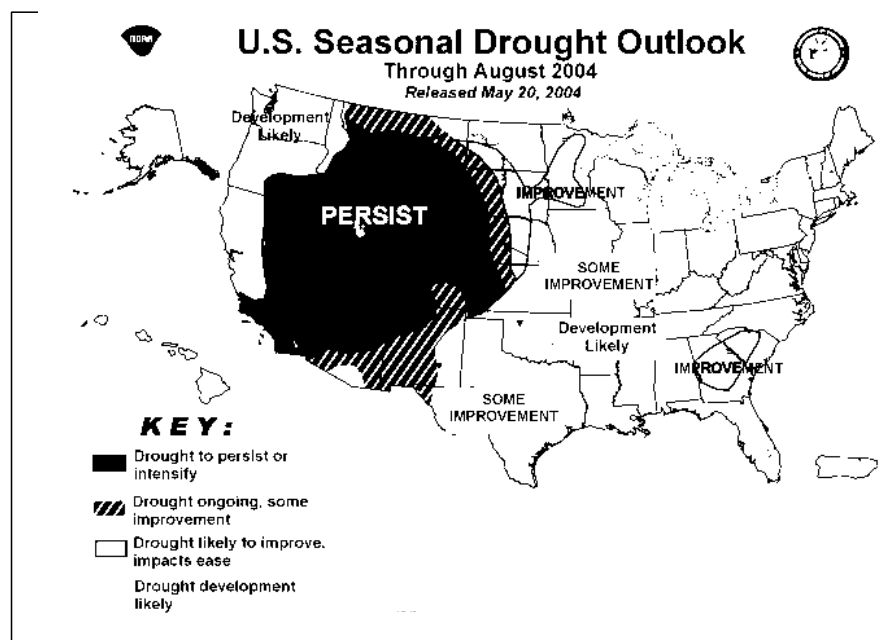 NOAA
U.S. Seasonal Drought Outlook
Through August 2004
Released May 20, 2004
Development
Likely
PERSIST
IMPROVEMENT
SOME
IMPROVEMENT
Development
Likely
IMPROVEMENT
SOME
IMPROVEMENT
KEY:
Drought to persist or
intensify
Drought ongoing, some
improvement
Drought likely to improve,
impacts ease
Drought development
likely